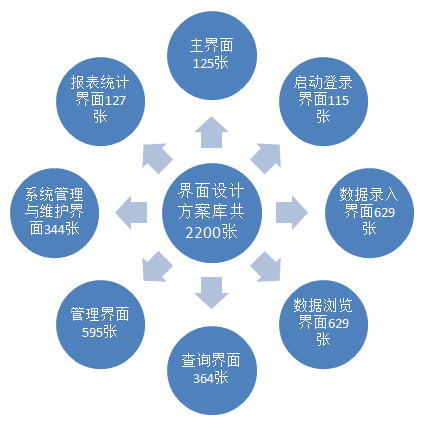 主界面
125张
启动登录
界面115
张
数据录入
界面629
张
数据浏览
界面629
张
查询界面
364张
管理界面
595张
系统管理
与维护界
面344张
报表统计
界面127
张
界面设计
方案库共
2200张